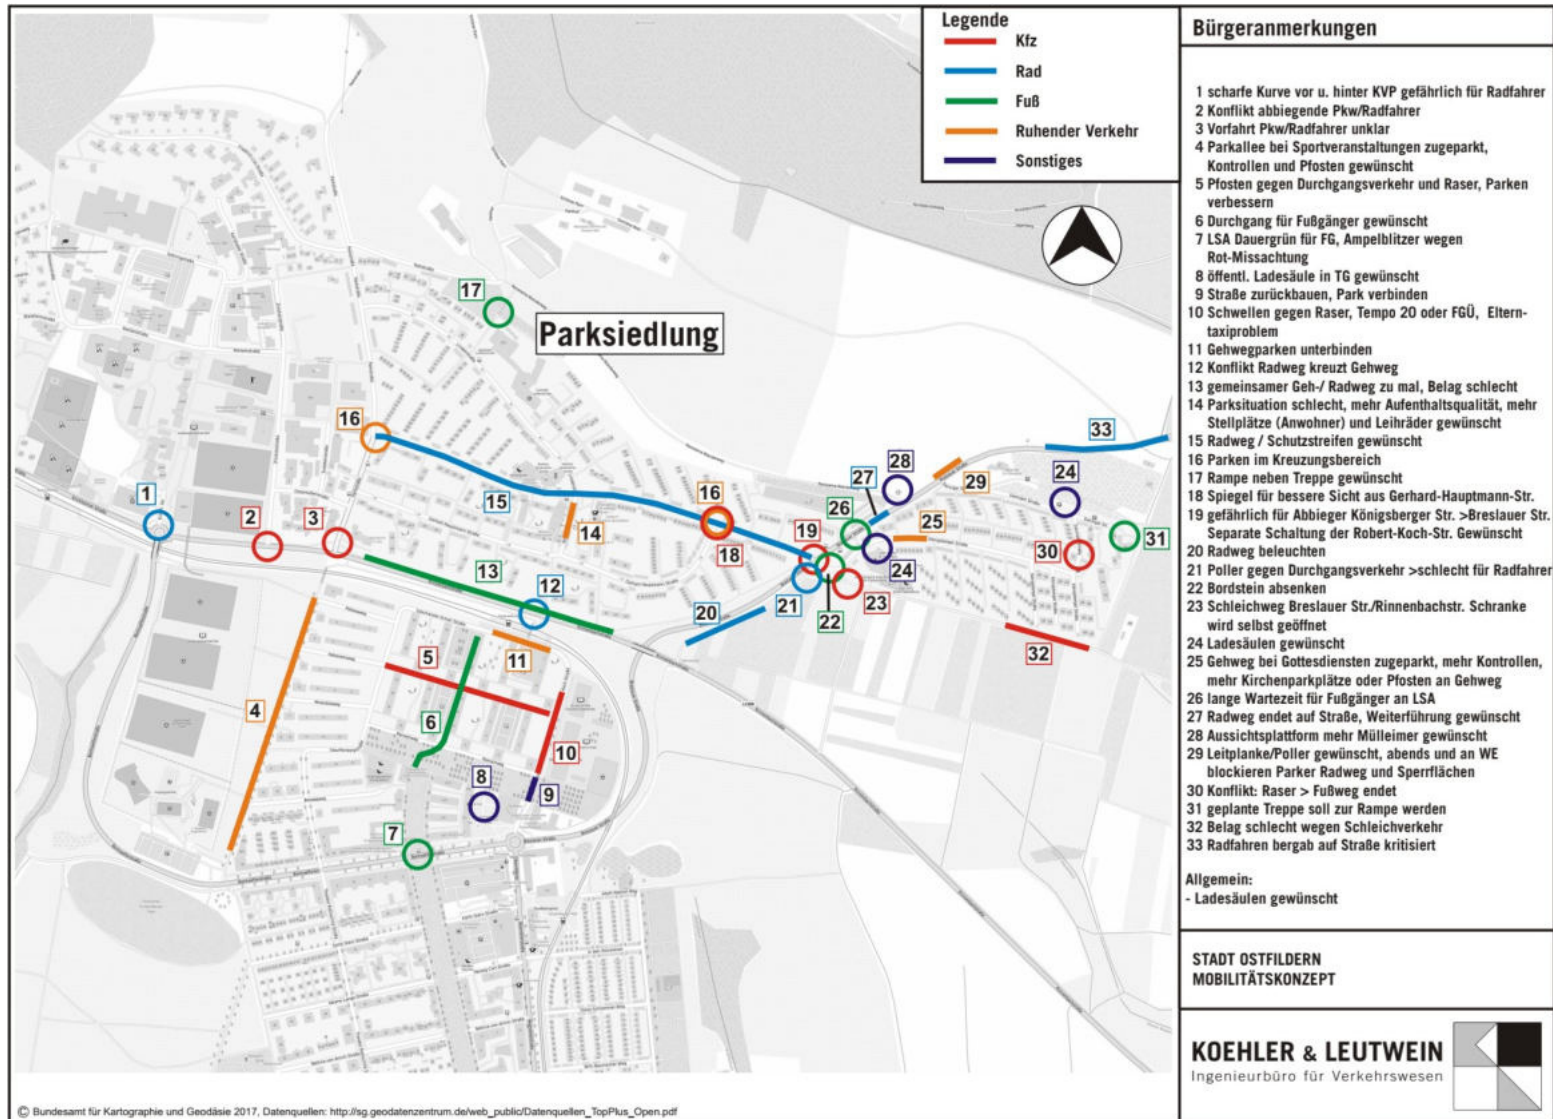 Legende
Kfz
Rad
Fuß
Ruhender Verkehr
Sonstiges
Parksiedlung
17
16
33
28
24
27
29
1
15
16
26
25
31
2
3
14
19
18
30
13
12
24
20
21
23
22
32
5
11
4
6
10
8
9
7
Bürgeranmerkungen
1 scharfe Kurve vor u. hinter KVP gefährlich für Radfahrer
2 Konflikt abbiegende Pkw/Radfahrer
3 Vorfahrt Pkw/Radfahrer unklar
4 Parkallee bei Sportveranstaltungen zugeparkt,
Kontrollen und Pfosten gewünscht
5 Pfosten gegen Durchgangsverkehr und Raser, Parken
verbessern
6 Durchgang für Fußgänger gewünscht
7 LSA Dauergrün für FG, Ampelblitzer wegen
Rot-Missachtung
8 öffentl. Ladesäule in TG gewünscht
9 Straße zurückbauen, Park verbinden
10 Schwellen gegen Raser, Tempo 20 oder FGÜ, Eltern-
taxiproblem
11 Gehwegparken unterbinden
12 Konflikt Radweg kreuzt Gehweg
13 gemeinsamer Geh-/ Radweg zu mal, Belag schlecht
14 Parksituation schlecht, mehr Aufenthaltsqualität, mehr
Stellplätze (Anwohner) und Leihräder gewünscht
15 Radweg / Schutzstreifen gewünscht
16 Parken im Kreuzungsbereich
17 Rampe neben Treppe gewünscht
18 Spiegel für bessere Sicht aus Gerhard-Hauptmann-Str.
19 gefährlich für Abbieger Königsberger Str. >Breslauer Str.
Separate Schaltung der Robert-Koch-Str. Gewünscht
20 Radweg beleuchten
21 Poller gegen Durchgangsverkehr >schlecht für Radfahrer
22 Bordstein absenken
23 Schleichweg Breslauer Str./Rinnenbachstr. Schranke
wird selbst geöffnet
24 Ladesäulen gewünscht
25 Gehweg bei Gottesdiensten zugeparkt, mehr Kontrollen,
mehr Kirchenparkplätze oder Pfosten an Gehweg
26 lange Wartezeit für Fußgänger an LSA
27 Radweg endet auf Straße, Weiterführung gewünscht
28 Aussichtsplattform mehr Mülleimer gewünscht
29 Leitplanke/Poller gewünscht, abends und an WE
blockieren Parker Radweg und Sperrflächen
30 Konflikt: Raser > Fußweg endet
31 geplante Treppe soll zur Rampe werden
32 Belag schlecht wegen Schleichverkehr
33 Radfahren bergab auf Straße kritisiert
Allgemein:
- Ladesäulen gewünscht
STADT OSTFILDERN
MOBILITÄTSKONZEPT
KOEHLER & LEUTWEIN
Ingenieurbüro für Verkehrswesen
© Bundesamt für Kartographie und Geodäsie 2017, Datenquellen: http://sg.geodatenzentrum.de/web_public/Datenquellen_TopPlus_Open.pdf